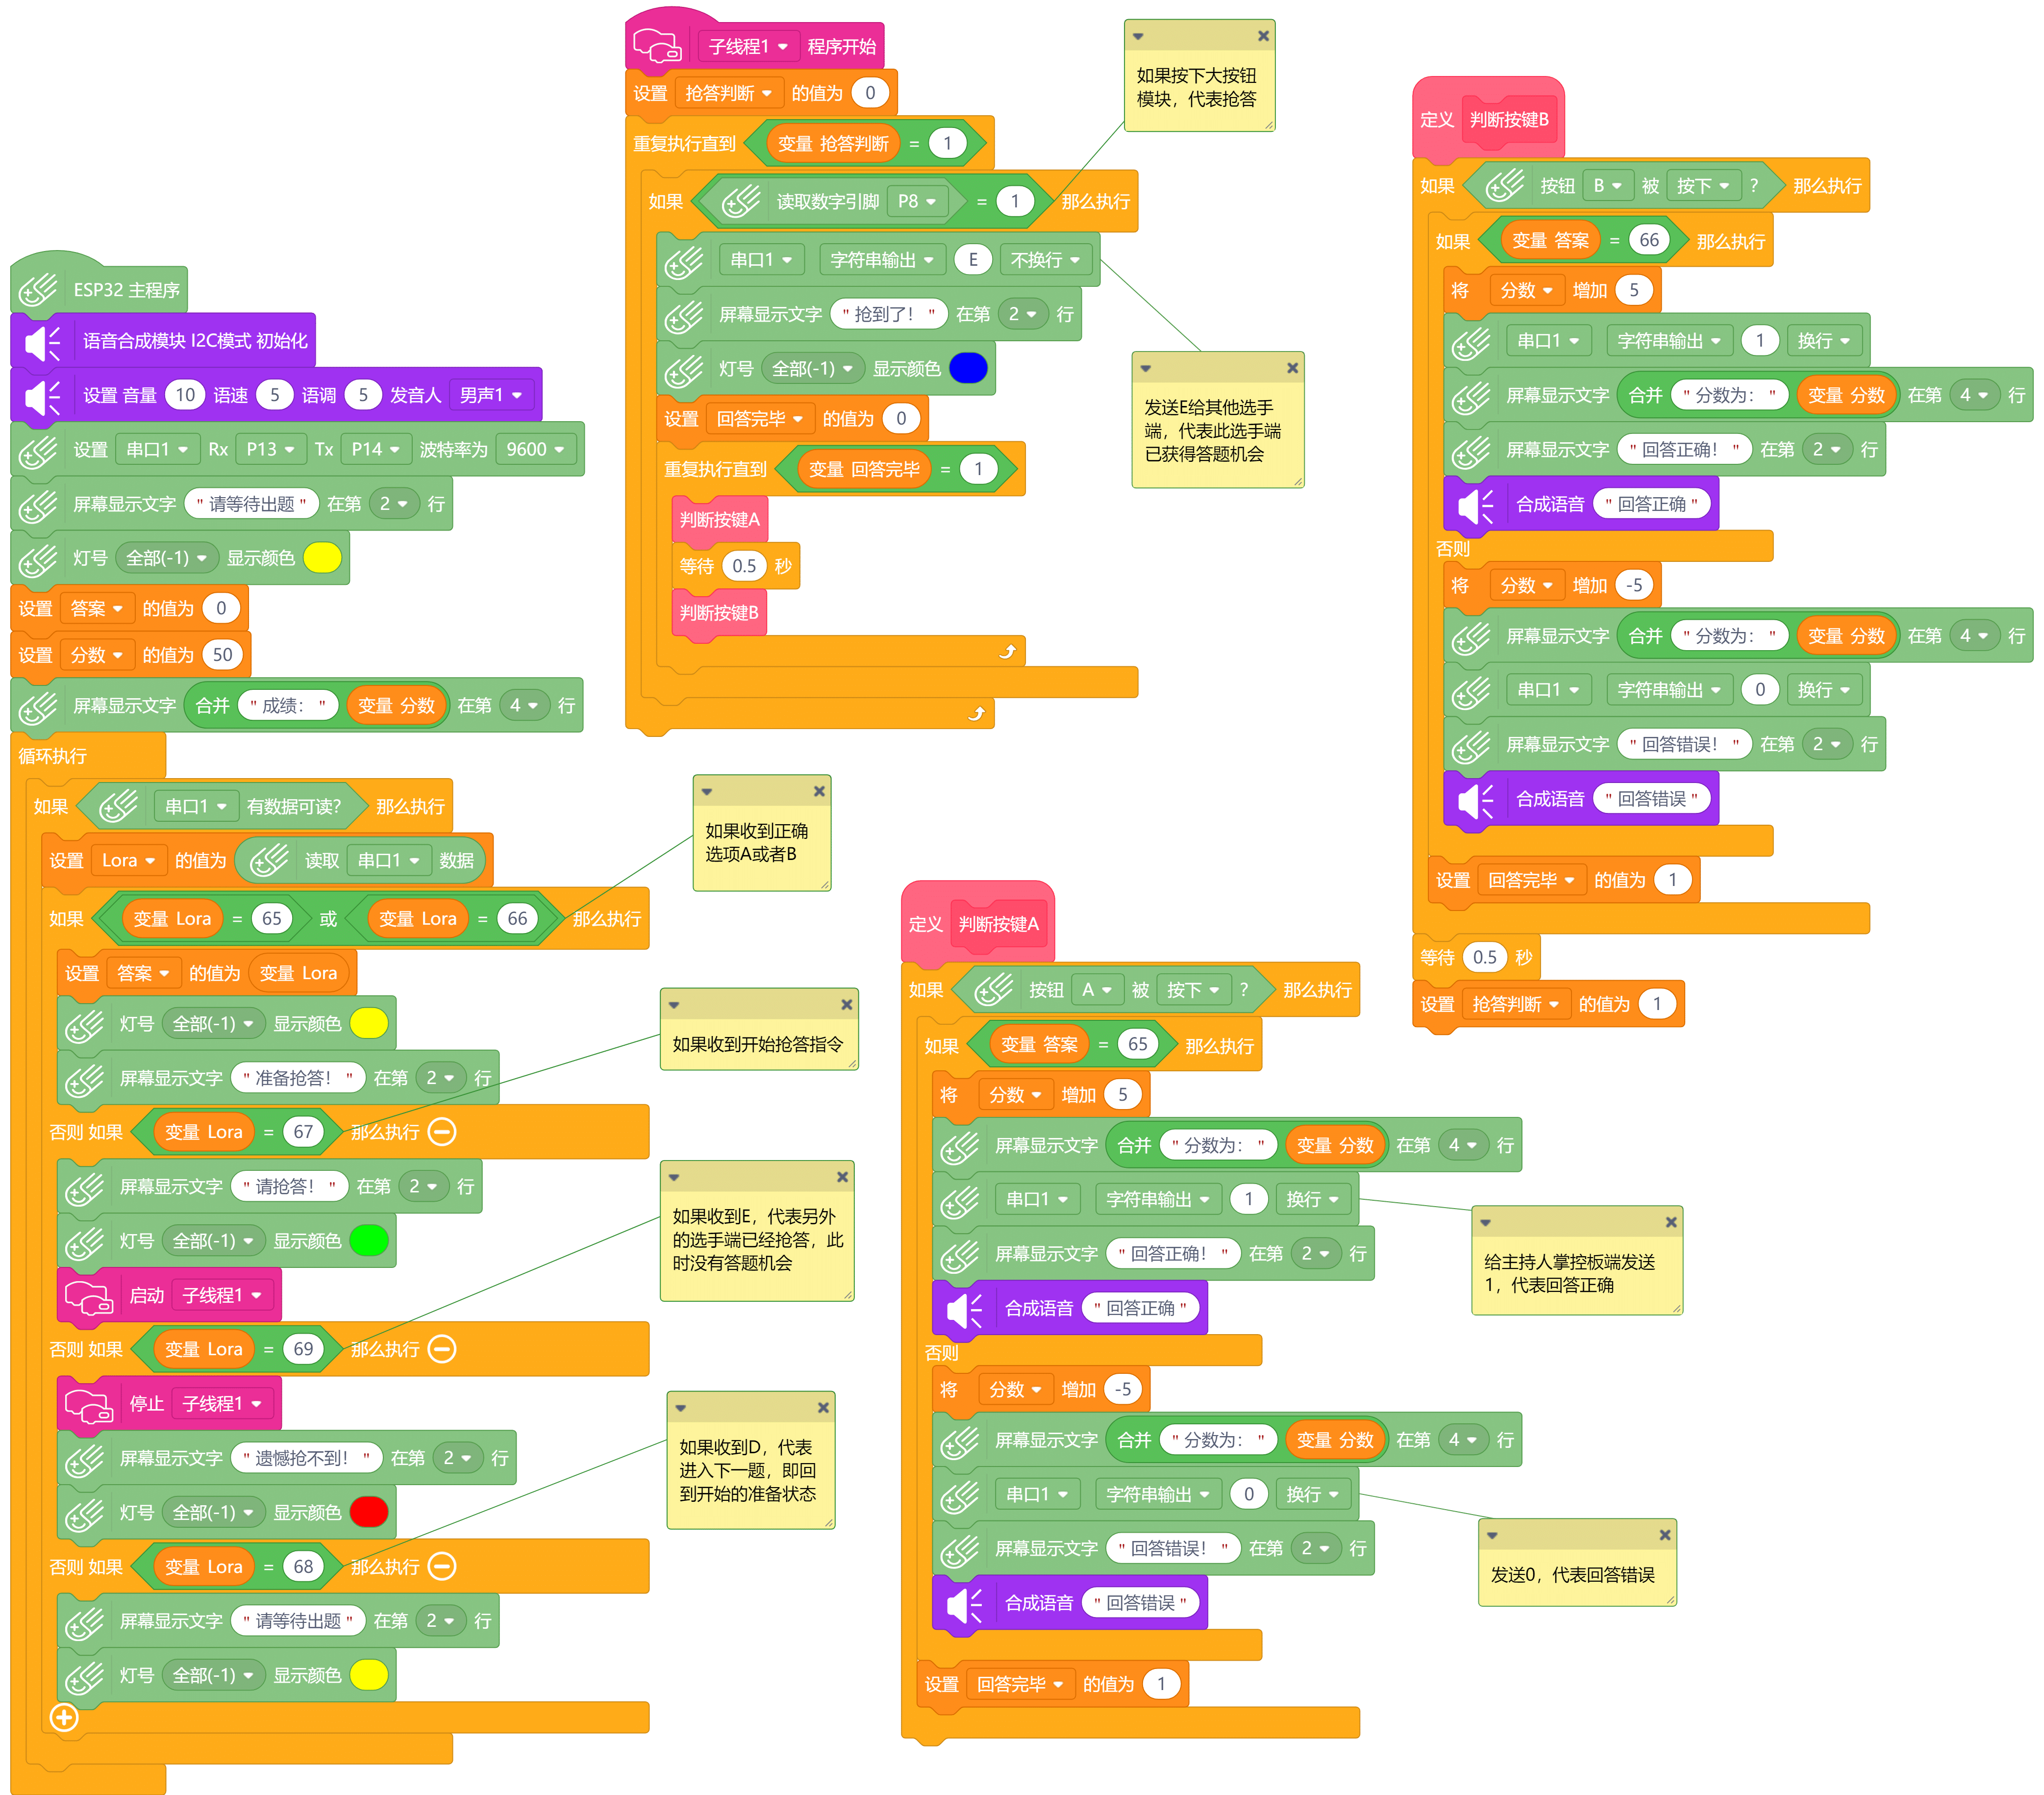 ESP32 主程序
语音合成模块 I2C模式 初始化
设置 音量 10 语速 5 语调 5 发音人 男声1
设置 串口1 Rx P13 Tx P14 波特率为 9600
屏幕显示文字 "请等待出题" 在第 2 行
灯号 全部(-1) 显示颜色
设置 答案 的值为 0
设置 分数 的值为 50
屏幕显示文字 合并 "成绩：" 变量 分数 在第 4 行
循环执行
如果 串口1 有数据可读? 那么执行
设置 Lora 的值为 读取 串口1 数据
如果 变量 Lora = 65 或 变量 Lora = 66 那么执行
设置 答案 的值为 变量 Lora
灯号 全部(-1) 显示颜色
屏幕显示文字 "准备抢答！" 在第 2 行
否则 如果 变量 Lora = 67 那么执行
屏幕显示文字 "请抢答！" 在第 2 行
灯号 全部(-1) 显示颜色
启动 子线程1
否则 如果 变量 Lora = 69 那么执行
停止 子线程1
屏幕显示文字 "遗憾抢不到！" 在第 2 行
灯号 全部(-1) 显示颜色
否则 如果 变量 Lora = 68 那么执行
屏幕显示文字 "请等待出题" 在第 2 行
灯号 全部(-1) 显示颜色
如果收到正确
选项A或者B
如果收到开始抢答指令
如果收到E，代表另外
的选手端已经抢答，此
时没有答题机会
如果收到D，代表
进入下一题，即回
到开始的准备状态
子线程1 程序开始
设置 抢答判断 的值为 0
重复执行直到 变量 抢答判断 = 1
如果 读取数字引脚 P8 = 1 那么执行
串口1 字符串输出 E 不换行
屏幕显示文字 "抢到了！" 在第 2 行
灯号 全部(-1) 显示颜色
设置 回答完毕 的值为 0
重复执行直到 变量 回答完毕 = 1
判断按键A
等待 0.5 秒
判断按键B
如果按下大按钮
模块，代表抢答
发送E给其他选手
端，代表此选手端
已获得答题机会
定义 判断按键A
如果 按钮 A 被 按下 ? 那么执行
如果 变量 答案 = 65 那么执行
将 分数 增加 5
屏幕显示文字 合并 "分数为：" 变量 分数 在第 4 行
串口1 字符串输出 1 换行
屏幕显示文字 "回答正确！" 在第 2 行
合成语音 "回答正确"
否则
将 分数 增加 -5
屏幕显示文字 合并 "分数为：" 变量 分数 在第 4 行
串口1 字符串输出 0 换行
屏幕显示文字 "回答错误！" 在第 2 行
合成语音 "回答错误"
设置 回答完毕 的值为 1
给主持人掌控板端发送
1，代表回答正确
发送0，代表回答错误
定义 判断按键B
如果 按钮 B 被 按下 ? 那么执行
如果 变量 答案 = 66 那么执行
将 分数 增加 5
串口1 字符串输出 1 换行
屏幕显示文字 合并 "分数为：" 变量 分数 在第 4 行
屏幕显示文字 "回答正确！" 在第 2 行
合成语音 "回答正确"
否则
将 分数 增加 -5
屏幕显示文字 合并 "分数为：" 变量 分数 在第 4 行
串口1 字符串输出 0 换行
屏幕显示文字 "回答错误！" 在第 2 行
合成语音 "回答错误"
设置 回答完毕 的值为 1
等待 0.5 秒
设置 抢答判断 的值为 1